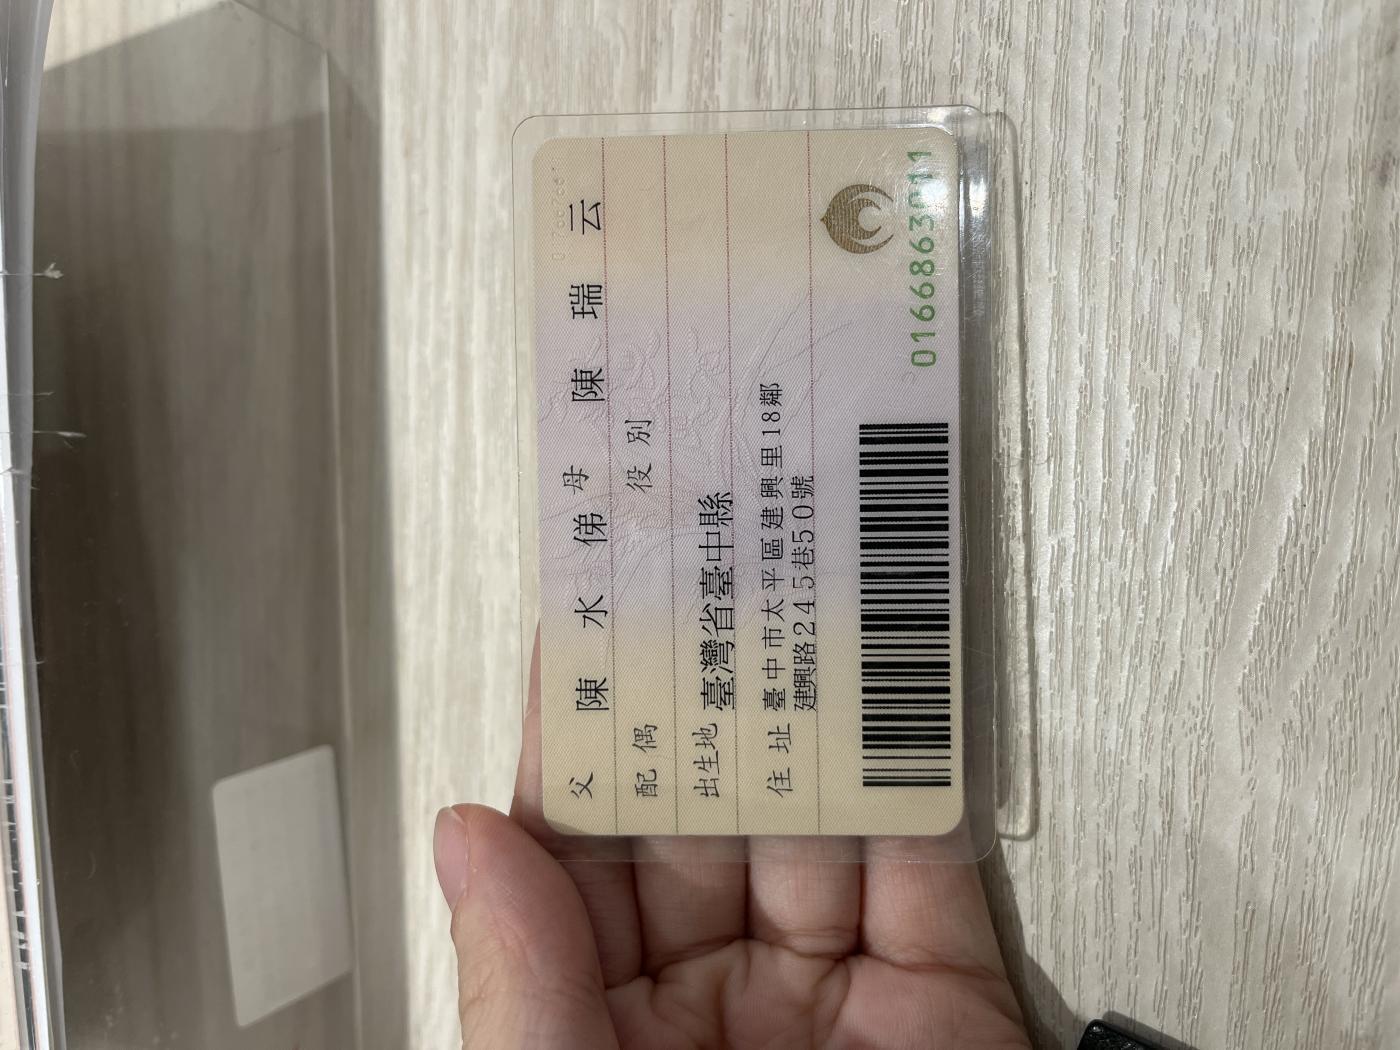 父 陳水俤 母 陳瑞云
配偶 役別
出生地 臺灣省臺中縣
住址 臺中市太平區建興里18鄰
建興路245巷50號